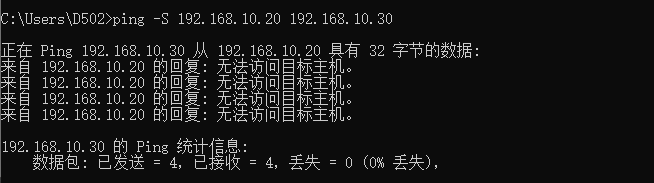 C:\Users\D502>ping -S 192.168.10.20 192.168.10.30
正在 Ping 192.168.10.30 从 192.168.10.20 具有 32 字节的数据:
来自 192.168.10.20 的回复: 无法访问目标主机。
来自 192.168.10.20 的回复: 无法访问目标主机。
来自 192.168.10.20 的回复: 无法访问目标主机。
来自 192.168.10.20 的回复: 无法访问目标主机。
192.168.10.30 的 Ping 统计信息:
数据包: 已发送 = 4, 已接收 = 4, 丢失 = 0 (0% 丢失),